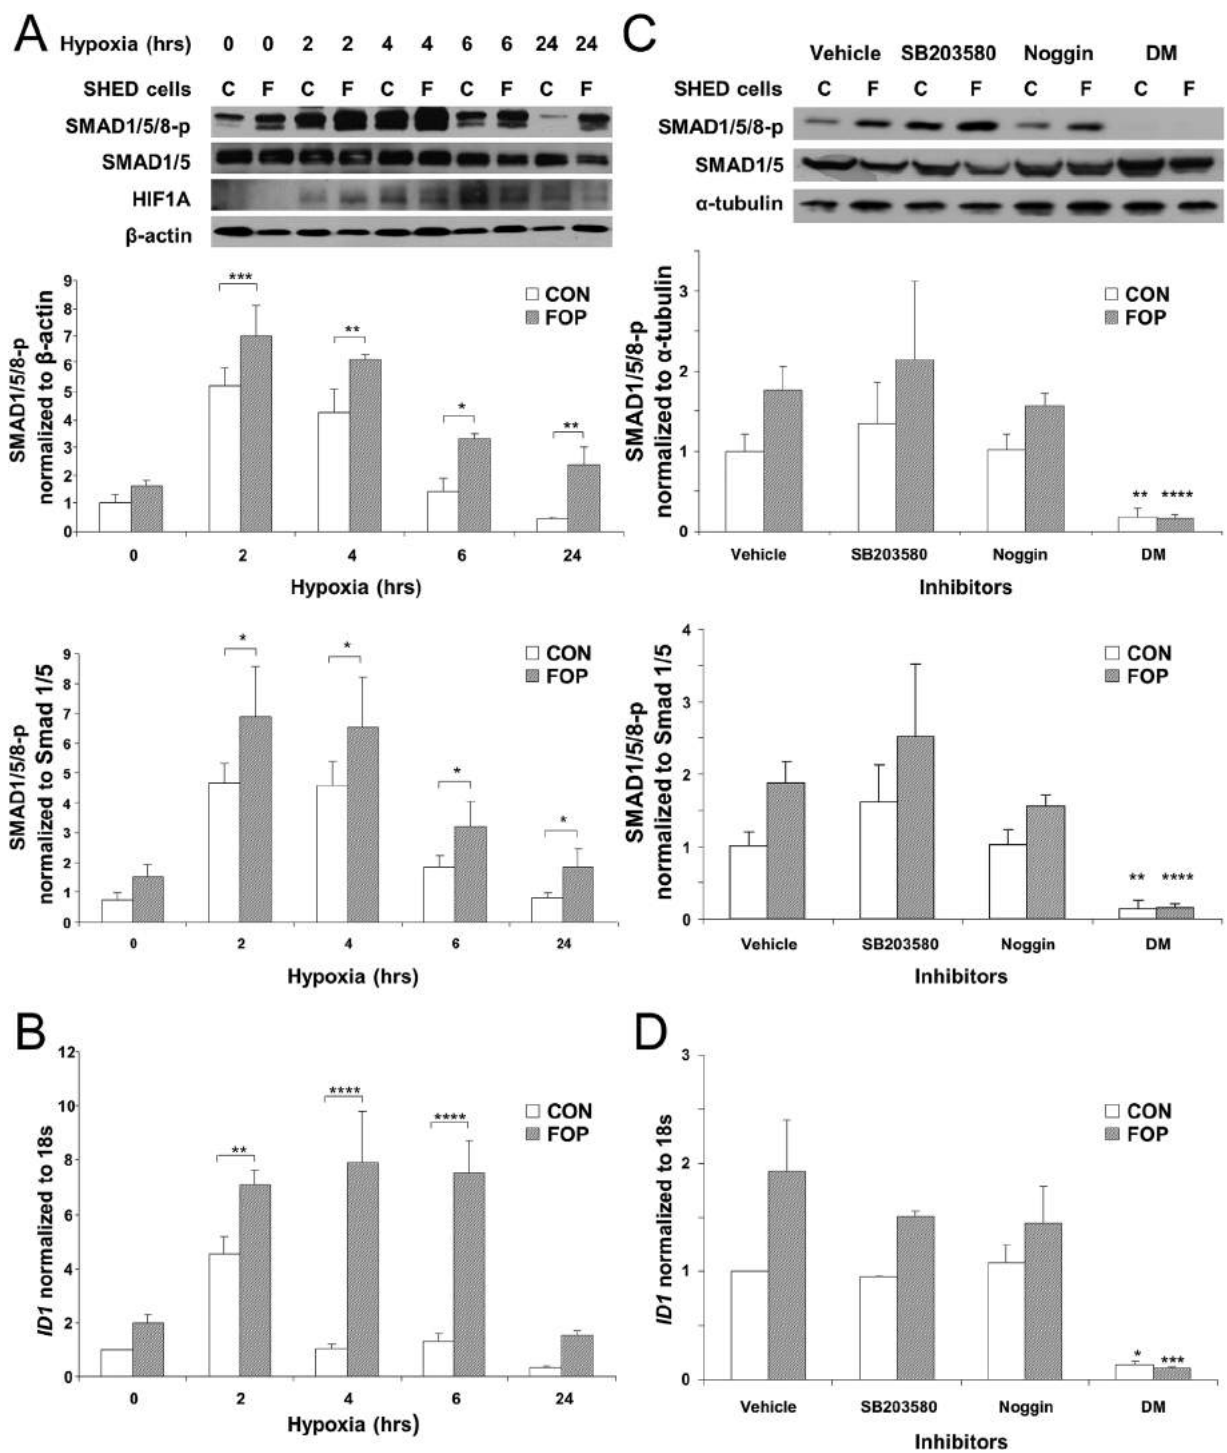 A
Hypoxia (hrs) 0 0 2 2 4 4 6 6 24 24
SHED cells C F C F C F C F C F
SMAD1/5/8-p
SMAD1/5
HIF1A
β-actin
SMAD1/5/8-p
normalized to β-actin
9
8
7
6
5
4
3
2
1
0
***
**
*
**
CON
FOP
0 2 4 6 24
Hypoxia (hrs)
SMAD1/5/8-p
normalized to Smad 1/5
9
8
7
6
5
4
3
2
1
0
*
*
*
*
CON
FOP
0 2 4 6 24
Hypoxia (hrs)
B
ID1 normalized to 18s
12
10
8
6
4
2
0
**
****
****
CON
FOP
0 2 4 6 24
Hypoxia (hrs)
C
Vehicle SB203580 Noggin DM
SHED cells C F C F C F C F
SMAD1/5/8-p
SMAD1/5
α-tubulin
SMAD1/5/8-p
normalized to α-tubulin
3
2
1
0
CON
FOP
** ****
Vehicle SB203580 Noggin DM
Inhibitors
SMAD1/5/8-p
normalized to Smad 1/5
4
3
2
1
0
CON
FOP
** ****
Vehicle SB203580 Noggin DM
Inhibitors
D
ID1 normalized to 18s
3
2
1
0
CON
FOP
* ***
Vehicle SB203580 Noggin DM
Inhibitors